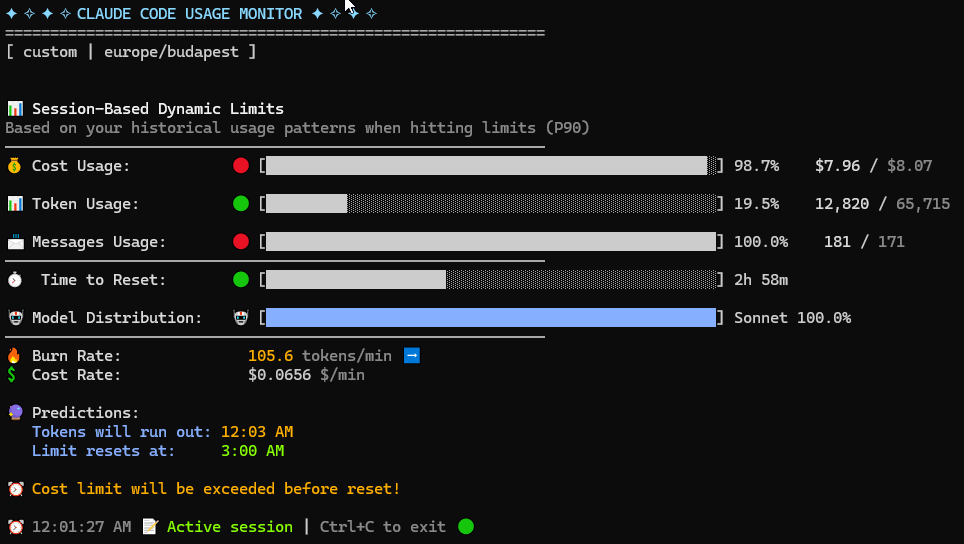 ✦ ✧ ✦ ✧ CLAUDE CODE USAGE MONITOR ✦ ✧ ✦ ✧
============================================================
[ custom | europe/budapest ]
📊 Session-Based Dynamic Limits
Based on your historical usage patterns when hitting limits (P90)
────────────────────────────────────────────────────────────
💰 Cost Usage: 🔴 [] 98.7% $7.96 / $8.07
📊 Token Usage: 🟢 [] 19.5% 12,820 / 65,715
📨 Messages Usage: 🔴 [] 100.0% 181 / 171
────────────────────────────────────────────────────────────
⏱️ Time to Reset: 🟢 [] 2h 58m
🤖 Model Distribution: 🤖 [] Sonnet 100.0%
────────────────────────────────────────────────────────────
🔥 Burn Rate: 105.6 tokens/min ➡️
💲 Cost Rate: $0.0656 $/min
🔮 Predictions:
Tokens will run out: 12:03 AM
Limit resets at: 3:00 AM
⏰ Cost limit will be exceeded before reset!
⏰ 12:01:27 AM 📝 Active session | Ctrl+C to exit 🟢